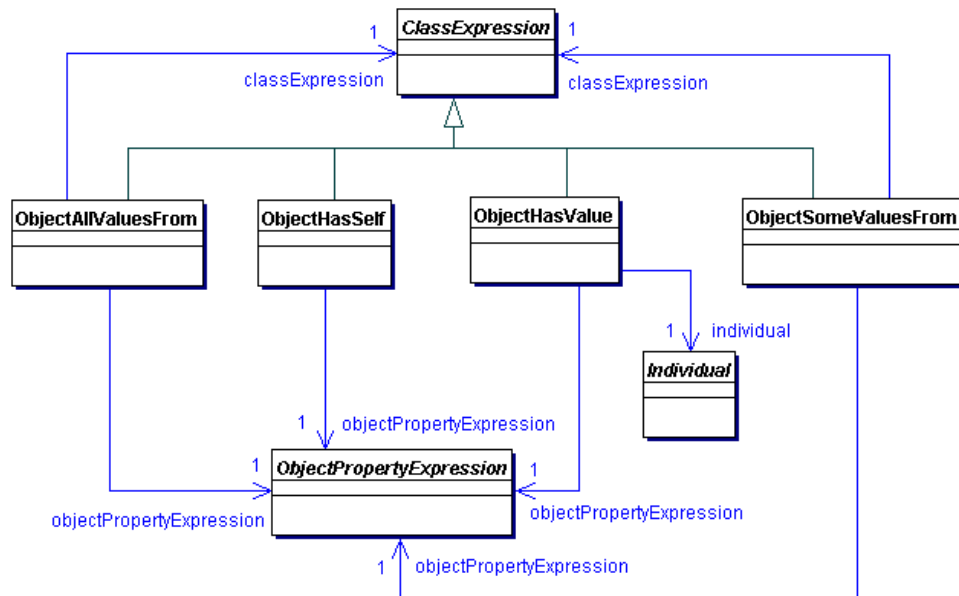 ClassExpression
1
1
classExpression
classExpression
ObjectAllValuesFrom
ObjectHasSelf
ObjectHasValue
ObjectSomeValuesFrom
1
individual
Individual
1
objectPropertyExpression
1
ObjectPropertyExpression
1
objectPropertyExpression
objectPropertyExpression
1
objectPropertyExpression